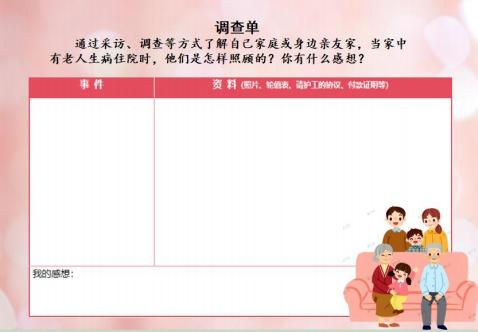 调查单
通过采访、调查等方式了解自己家庭或身边亲友家，当家中
有老人生病住院时，他们是怎样照顾的？你有什么感想？
事 件
资 料 (照片、轮值表、请护工的协议、付款证明等)
我的感想：